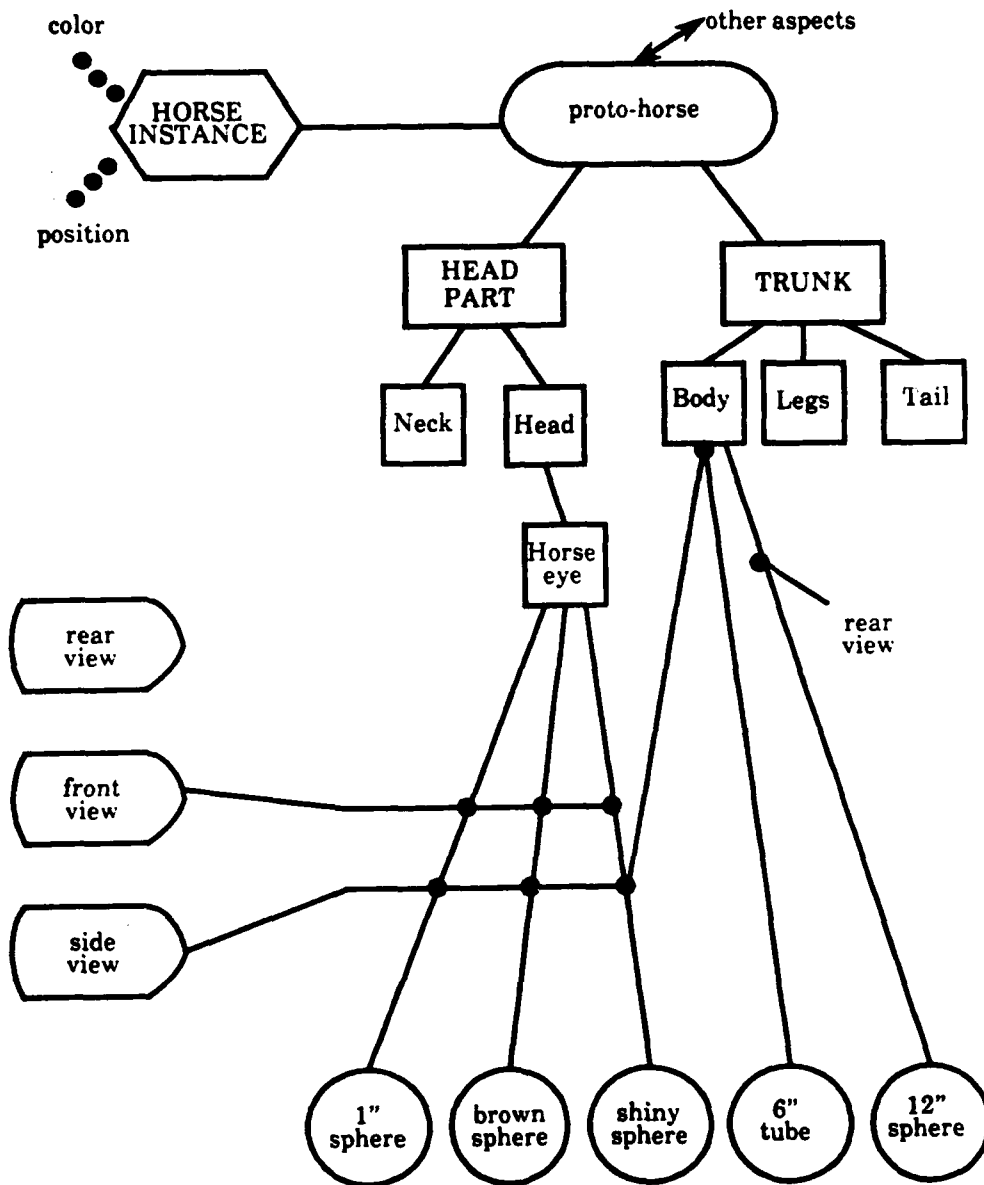 color
other aspects
HORSE
INSTANCE
proto-horse
position
HEAD
PART
TRUNK
Neck
Head
Body
Legs
Tail
Horse
eye
rear
view
rear
view
front
view
side
view
1"
sphere
brown
sphere
shiny
sphere
6"
tube
12"
sphere